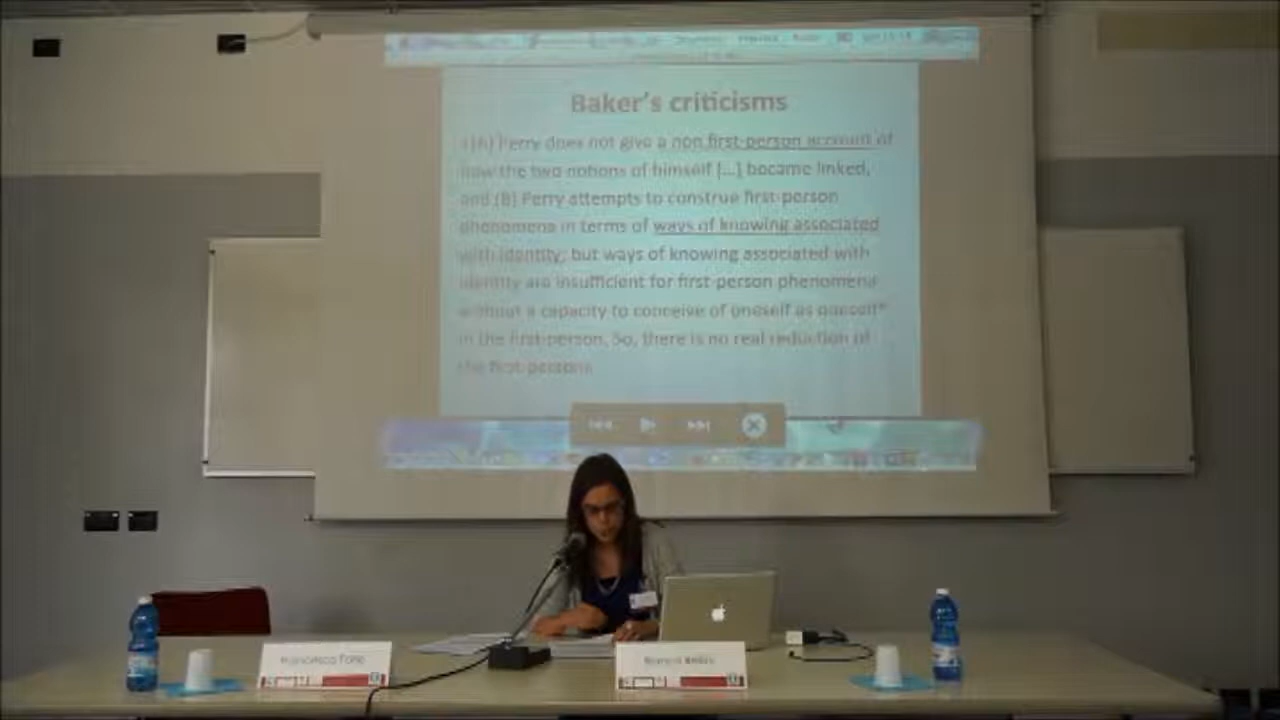 Baker's criticisms
«(A) Perry does not give a non first-person account of
how the two notions of himself [...] became linked,
and (B) Perry attempts to construe first-person
phenomena in terms of ways of knowing associated
with identity; but ways of knowing associated with
identity are insufficient for first-person phenomena
without a capacity to conceive of oneself as oneself*
in the first-person. So, there is no real reduction of
the first-person»